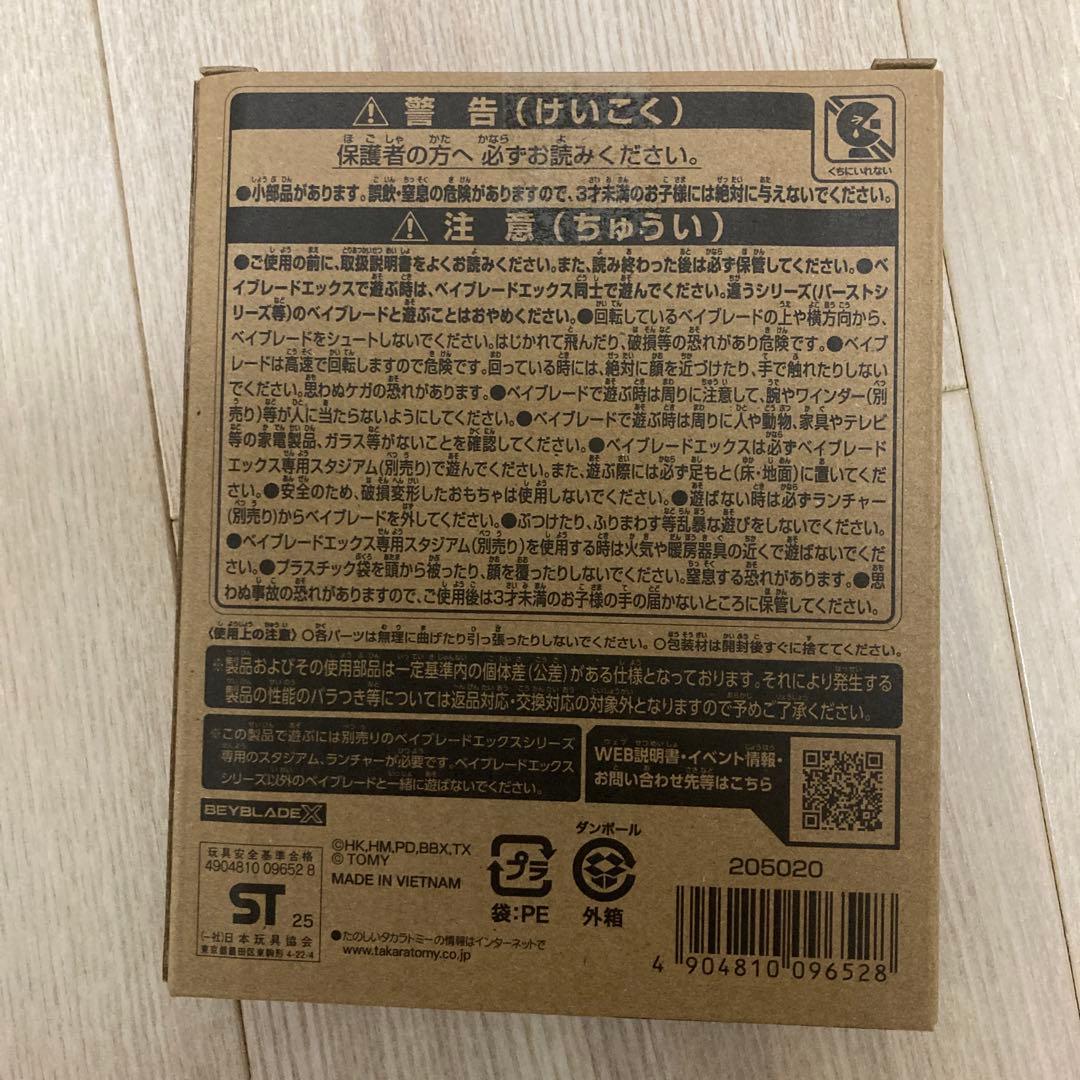 ⚠ 警告(けいこく)
保護者の方へ 必ずお読みください。
くちにいれない
●小部品があります。誤飲・窒息の危険がありますので、3才未満のお子様には絶対に与えないでください。
⚠ 注意(ちゅうい)
●ご使用の前に、取扱説明書をよくお読みください。また、読み終わった後は必ず保管してください。●ベ
イブレードエックスで遊ぶ時は、ベイブレードエックス同士で遊んでください。違うシリーズ(バーストシ
リーズ等)のベイブレードと遊ぶことはおやめください。●回転しているベイブレードの上や横方向から、
ベイブレードをシュートしないでください。はじかれて飛んだり、破損等の恐れがあり危険です。●ベイブ
レードは高速で回転しますので危険です。回っている時には、絶対に顔を近づけたり、手で触れたりしない
でください。思わぬケガの恐れがあります。●ベイブレードで遊ぶ時は周りに注意して、腕やワインダー(別
売り)等が人に当たらないようにしてください。●ベイブレードで遊ぶ時は周りに人や動物、家具やテレビ
等の家電製品、ガラス等がないことを確認してください。●ベイブレードエックスは必ずベイブレード
エックス専用スタジアム(別売り)で遊んでください。また、遊ぶ際には必ず足もと(床・地面)に置いてくだ
さい。●安全のため、破損変形したおもちゃは使用しないでください。●遊ばない時は必ずランチャー
(別売り)からベイブレードを外してください。●ぶつけたり、ふりまわす等乱暴な遊びをしないでください。
●ベイブレードエックス専用スタジアム(別売り)を使用する時は火気や暖房器具の近くで遊ばないでくだ
さい。●プラスチック袋を頭から被ったり、顔を覆ったりしないでください。窒息する恐れがあります。●思
わぬ事故の恐れがありますので、ご使用後は3才未満のお子様の手の届かないところに保管してください。
〈使用上の注意〉○各パーツは無理に曲げたり引っ張ったりしないでください。○包装材は開封後すぐに捨ててください。
※製品およびその使用部品は一定基準内の個体差(公差)がある仕様となっております。それにより発生する
製品の性能のバラつき等については返品対応・交換対応の対象外となりますので予めご了承ください。
※この製品で遊ぶには別売りのベイブレードエックスシリーズ
専用のスタジアム、ランチャーが必要です。ベイブレードエックス
シリーズ以外のベイブレードと一緒に遊ばないでください。
WEB説明書・イベント情報・
お問い合わせ先等はこちら
BEYBLADE X
玩具安全基準合格
4904810 09652 8
ST 25
(一社)日本玩具協会
東京都墨田区東駒形 4-22-4
©HK,HM,PD,BBX,TX
© TOMY
MADE IN VIETNAM
プラ
袋:PE
ダンボール
外箱
●たのしいタカラトミーの情報はインターネットで
www.takaratomy.co.jp
205020
4 904810 096528